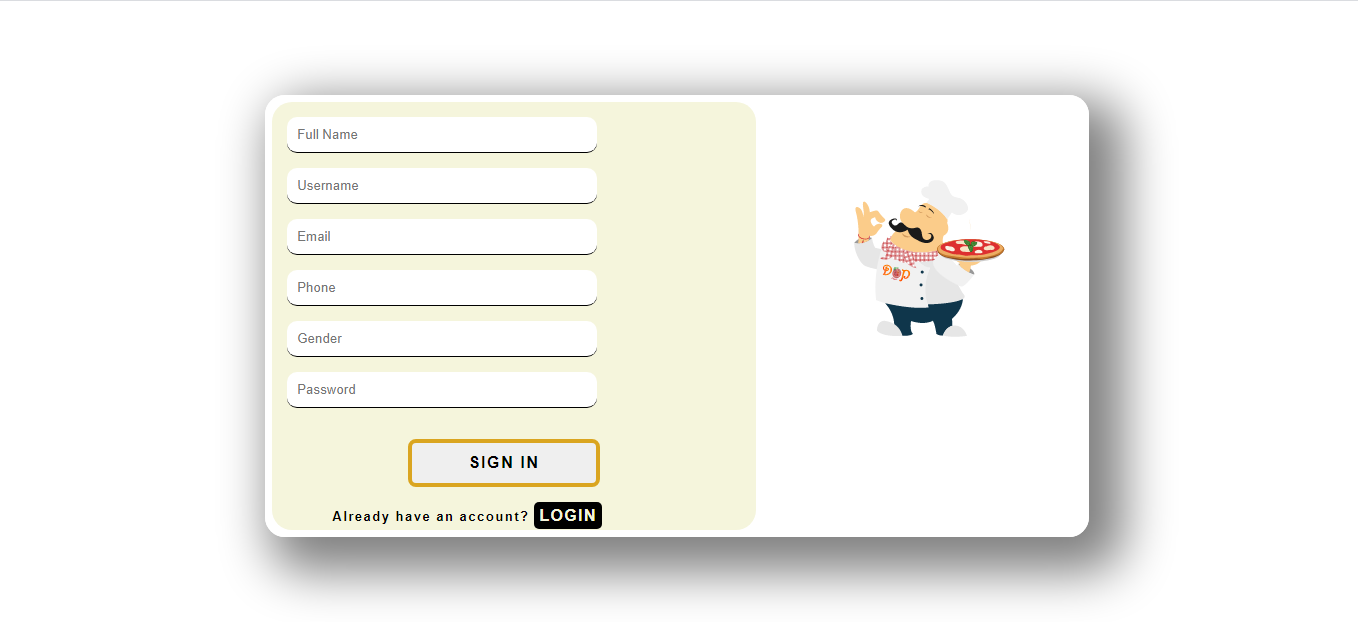 Full Name
Username
Email
Phone
Gender
Password
SIGN IN
Already have an account? LOGIN
Dop